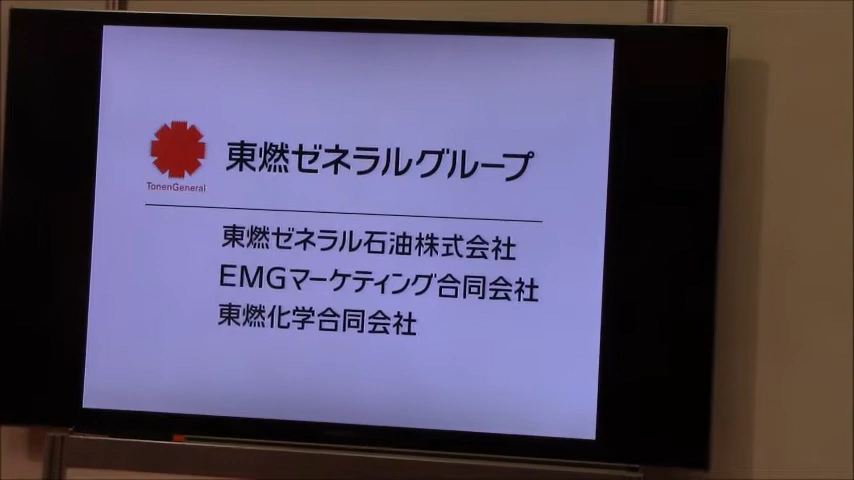 東燃ゼネラルグループ
TonenGeneral
東燃ゼネラル石油株式会社
EMGマーケティング合同会社
東燃化学合同会社